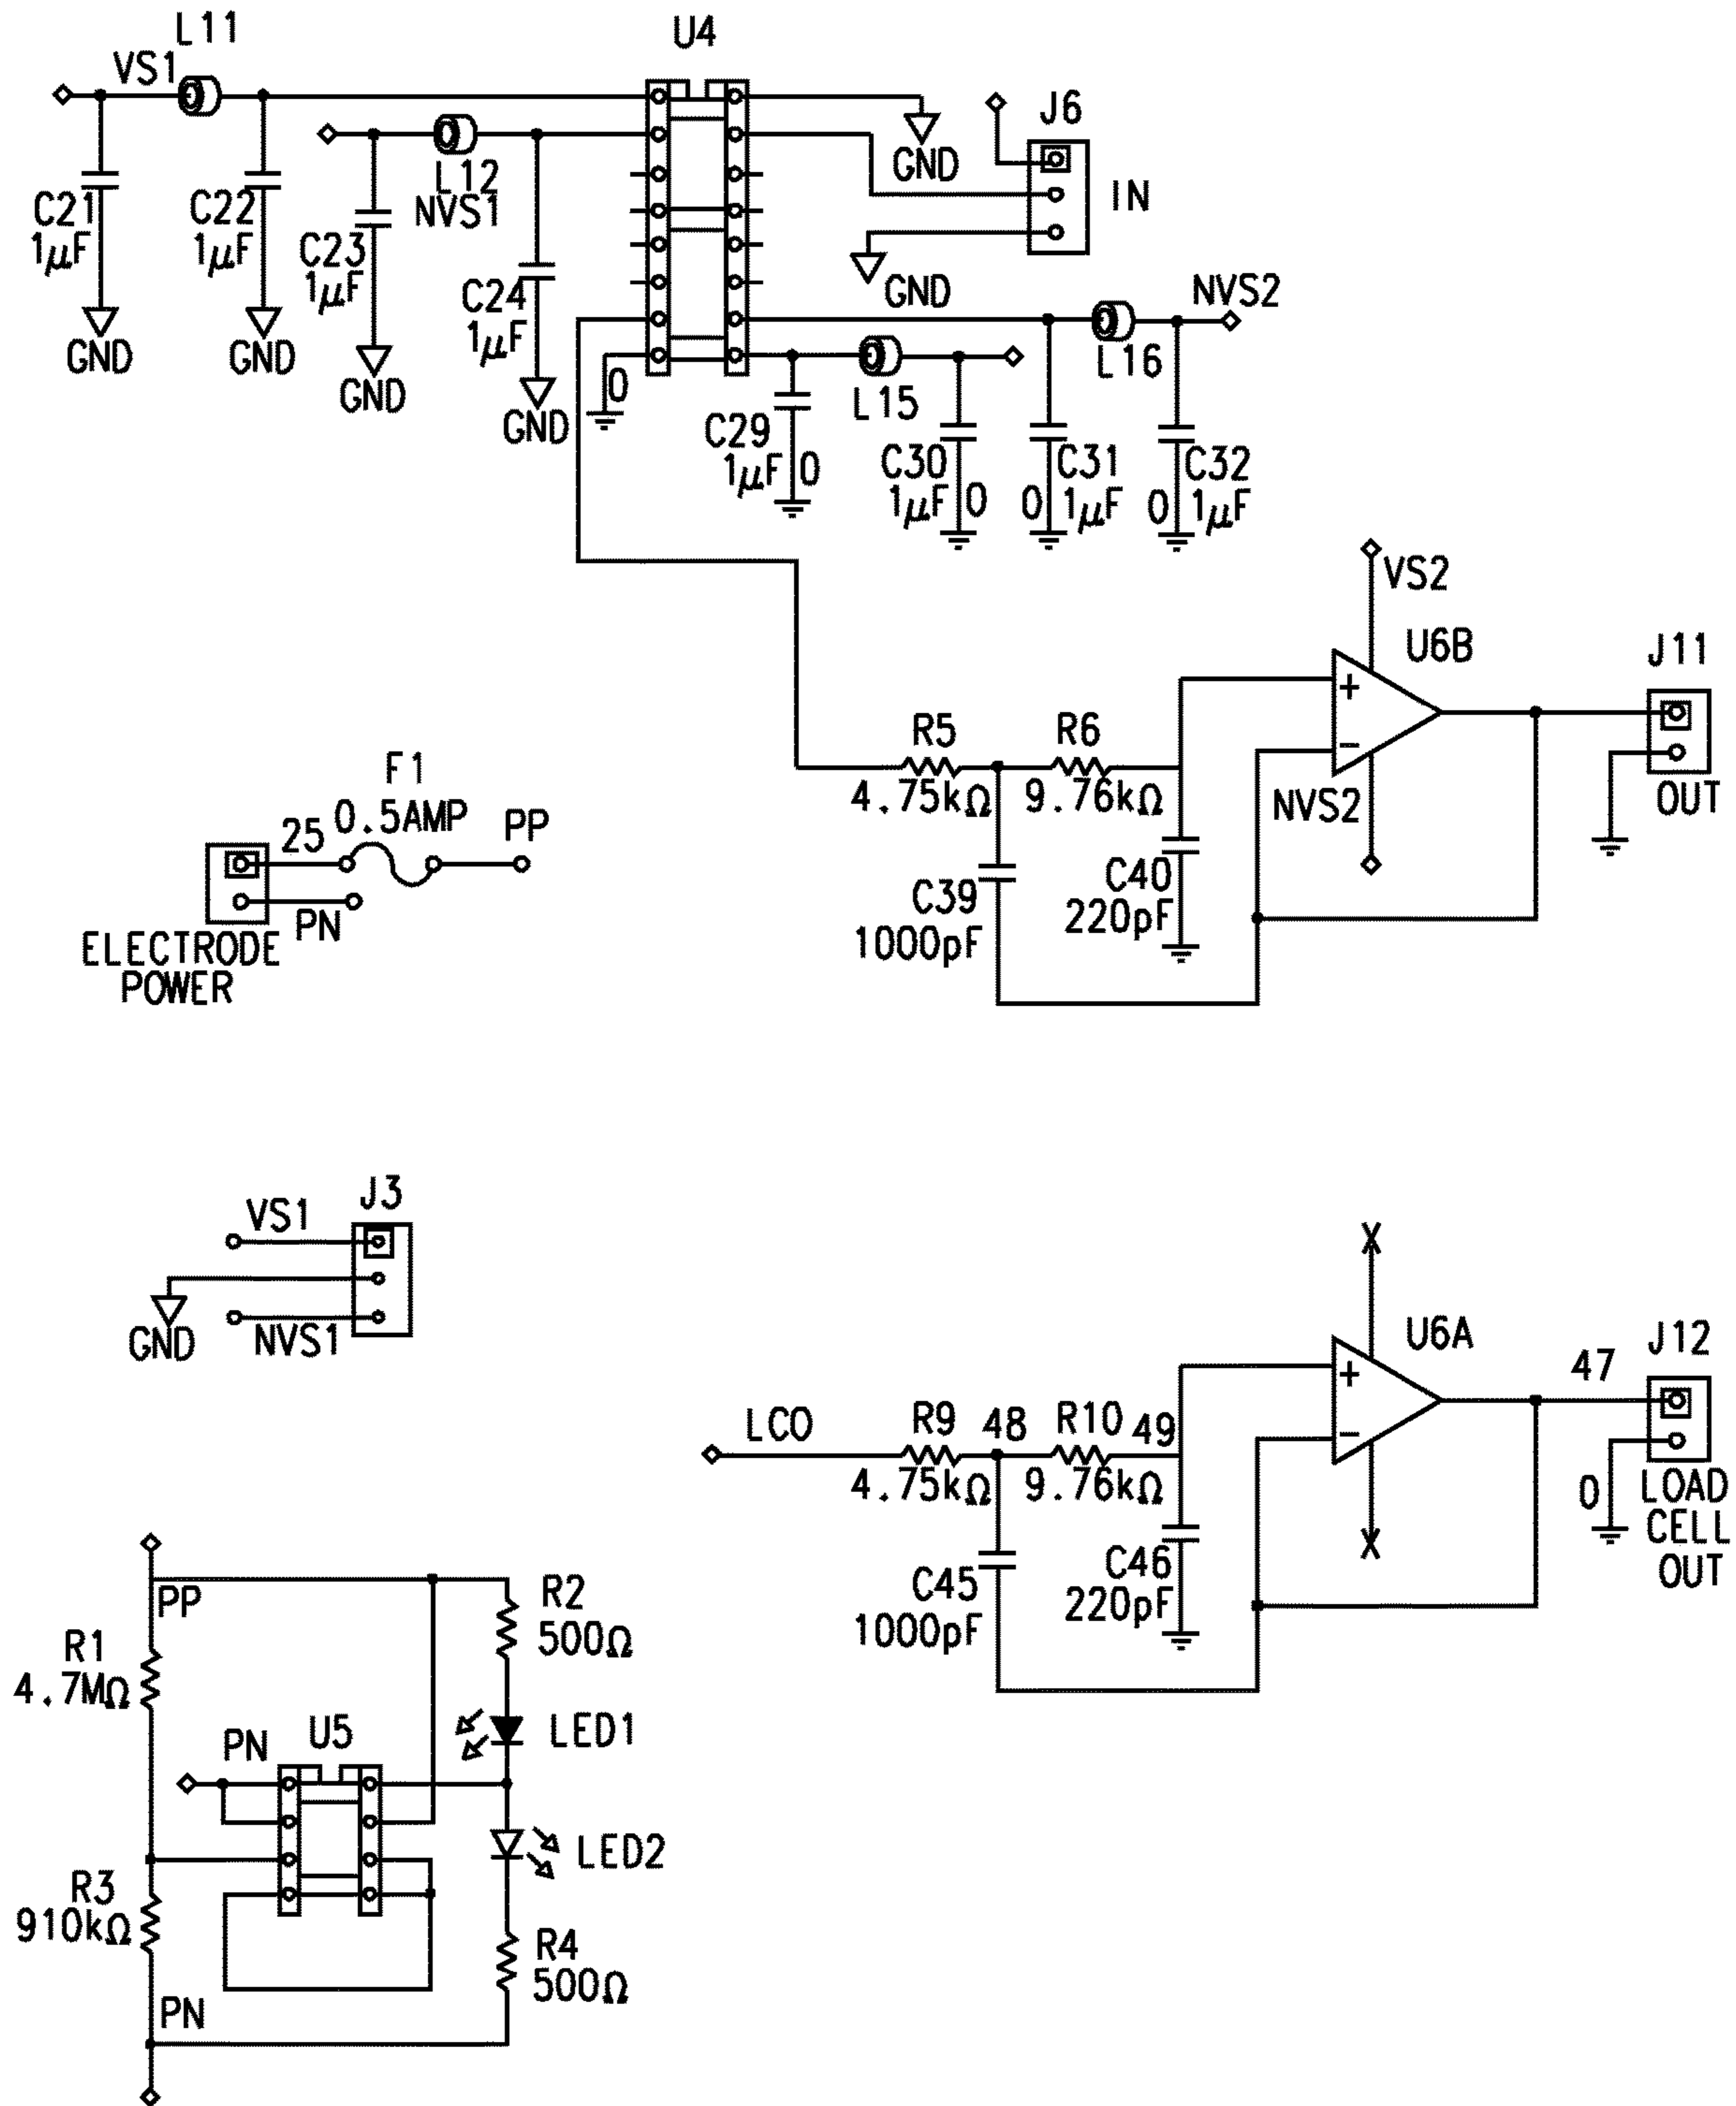 L11
U4
VS1
J6
GND
IN
L12
NVS1
C21
1µF
C22
1µF
C23
1µF
C24
1µF
GND
NVS2
GND
GND
GND
GND
0
L15
L16
C29
1µF
0
C30
1µF
0
C31
1µF
0
C32
1µF
0
VS2
U6B
J11
+
R5
4.75kΩ
R6
9.76kΩ
−
NVS2
OUT
F1
0.5AMP
25
PP
PN
ELECTRODE
POWER
C39
1000pF
C40
220pF
J3
VS1
GND
NVS1
U6A
J12
47
+
LCO
R9
4.75kΩ
48
R10
9.76kΩ
49
−
0
LOAD
CELL
OUT
C45
1000pF
C46
220pF
PP
R2
500Ω
R1
4.7MΩ
PN
U5
LED1
LED2
R3
910kΩ
R4
500Ω
PN